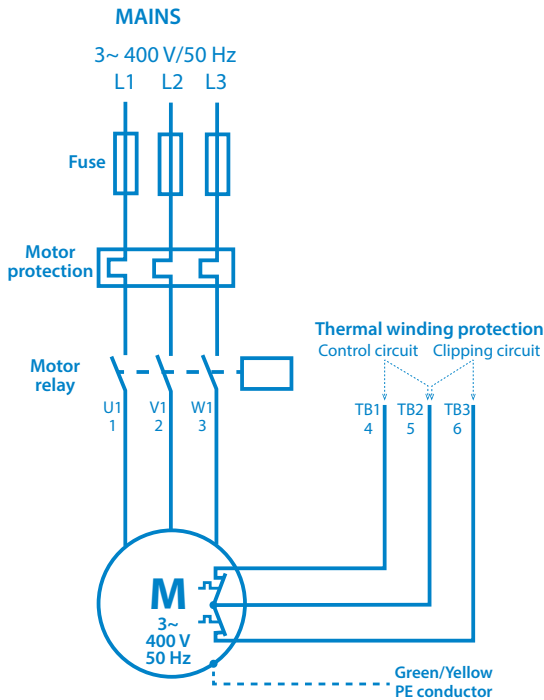 MAINS
3~ 400 V/50 Hz
L1 L2 L3
Fuse
Motor
protection
Thermal winding protection
Control circuit Clipping circuit
Motor
relay
U1 V1 W1
1 2 3
TB1 TB2 TB3
4 5 6
M
3~
400 V
50 Hz
Green/Yellow
PE conductor